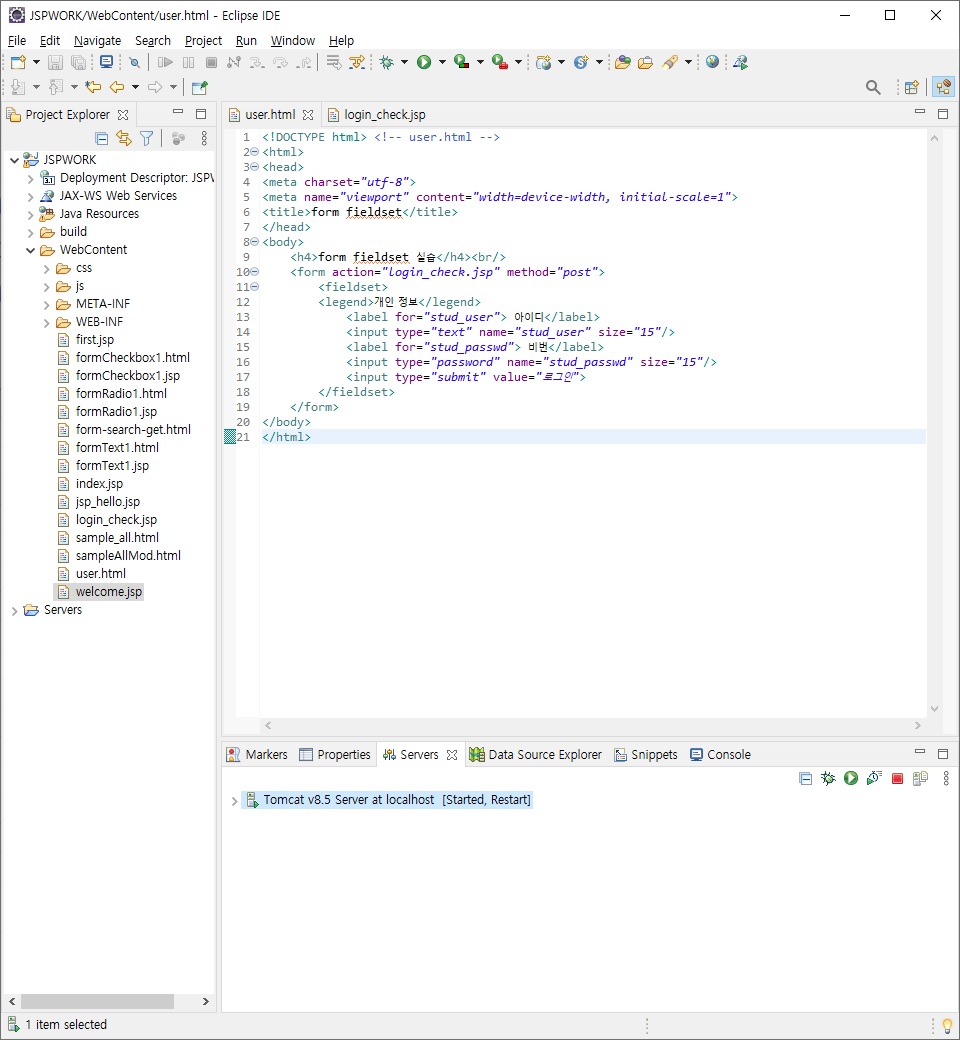 JSPWORK/WebContent/user.html - Eclipse IDE
File Edit Navigate Search Project Run Window Help
Project Explorer
JSPWORK
Deployment Descriptor: JSPW
JAX-WS Web Services
Java Resources
build
WebContent
css
js
META-INF
WEB-INF
first.jsp
formCheckbox1.html
formCheckbox1.jsp
formRadio1.html
formRadio1.jsp
form-search-get.html
formText1.html
formText1.jsp
index.jsp
jsp_hello.jsp
login_check.jsp
sample_all.html
sampleAllMod.html
user.html
welcome.jsp
Servers
user.html login_check.jsp
1 <!DOCTYPE html> <!-- user.html -->
2 <html>
3 <head>
4 <meta charset="utf-8">
5 <meta name="viewport" content="width=device-width, initial-scale=1">
6 <title>form fieldset</title>
7 </head>
8 <body>
9 <h4>form fieldset 실습</h4><br/>
10 <form action="login_check.jsp" method="post">
11 <fieldset>
12 <legend>개인 정보</legend>
13 <label for="stud_user"> 아이디</label>
14 <input type="text" name="stud_user" size="15"/>
15 <label for="stud_passwd"> 비번</label>
16 <input type="password" name="stud_passwd" size="15"/>
17 <input type="submit" value="로그인">
18 </fieldset>
19 </form>
20 </body>
21 </html>
Markers Properties Servers Data Source Explorer Snippets Console
Tomcat v8.5 Server at localhost [Started, Restart]
1 item selected